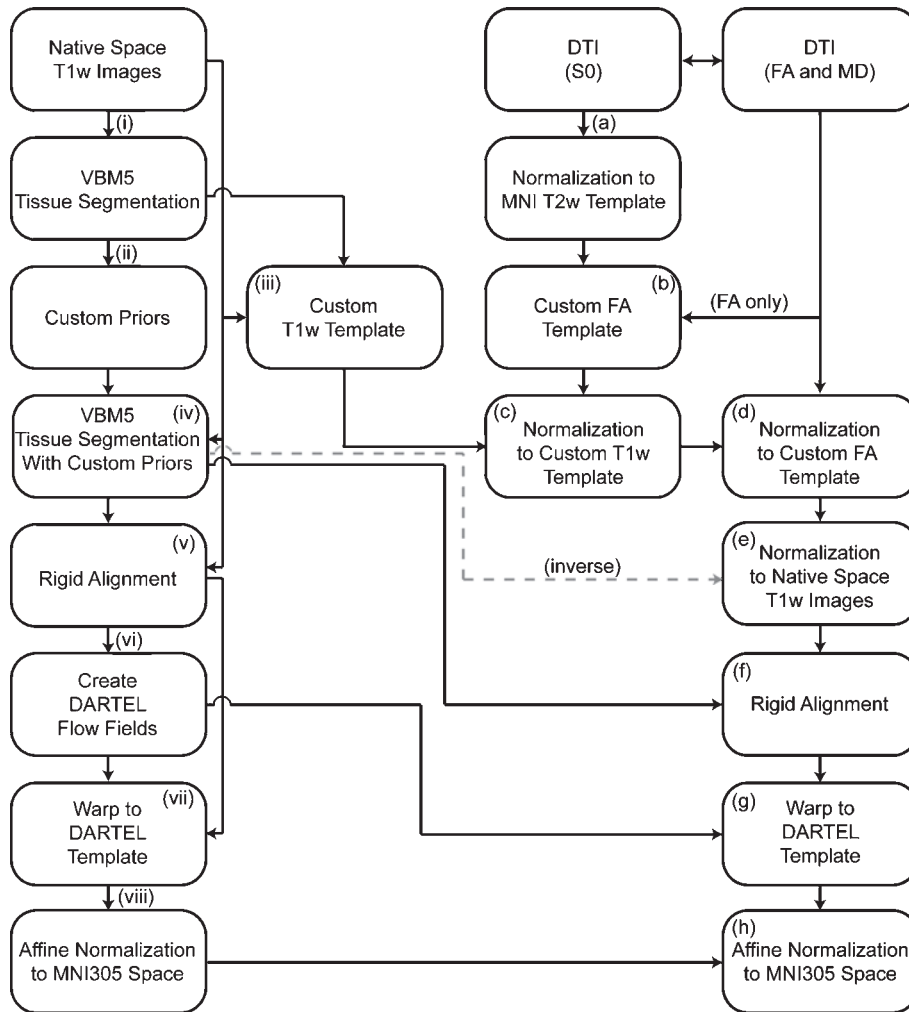 Native Space
T1w Images
DTI
(S0)
DTI
(FA and MD)
(i)
(a)
VBM5
Tissue Segmentation
Normalization to
MNI T2w Template
(ii)
Custom Priors
(iii)
Custom
T1w Template
(b)
Custom FA
Template
(FA only)
(iv)
VBM5
Tissue Segmentation
With Custom Priors
(c)
Normalization
to Custom T1w
Template
(d)
Normalization
to Custom FA
Template
(v)
Rigid Alignment
(inverse)
(e)
Normalization
to Native Space
T1w Images
(vi)
Create
DARTEL
Flow Fields
(f)
Rigid Alignment
(vii)
Warp to
DARTEL
Template
(g)
Warp to
DARTEL
Template
(viii)
Affine Normalization
to MNI305 Space
(h)
Affine Normalization
to MNI305 Space